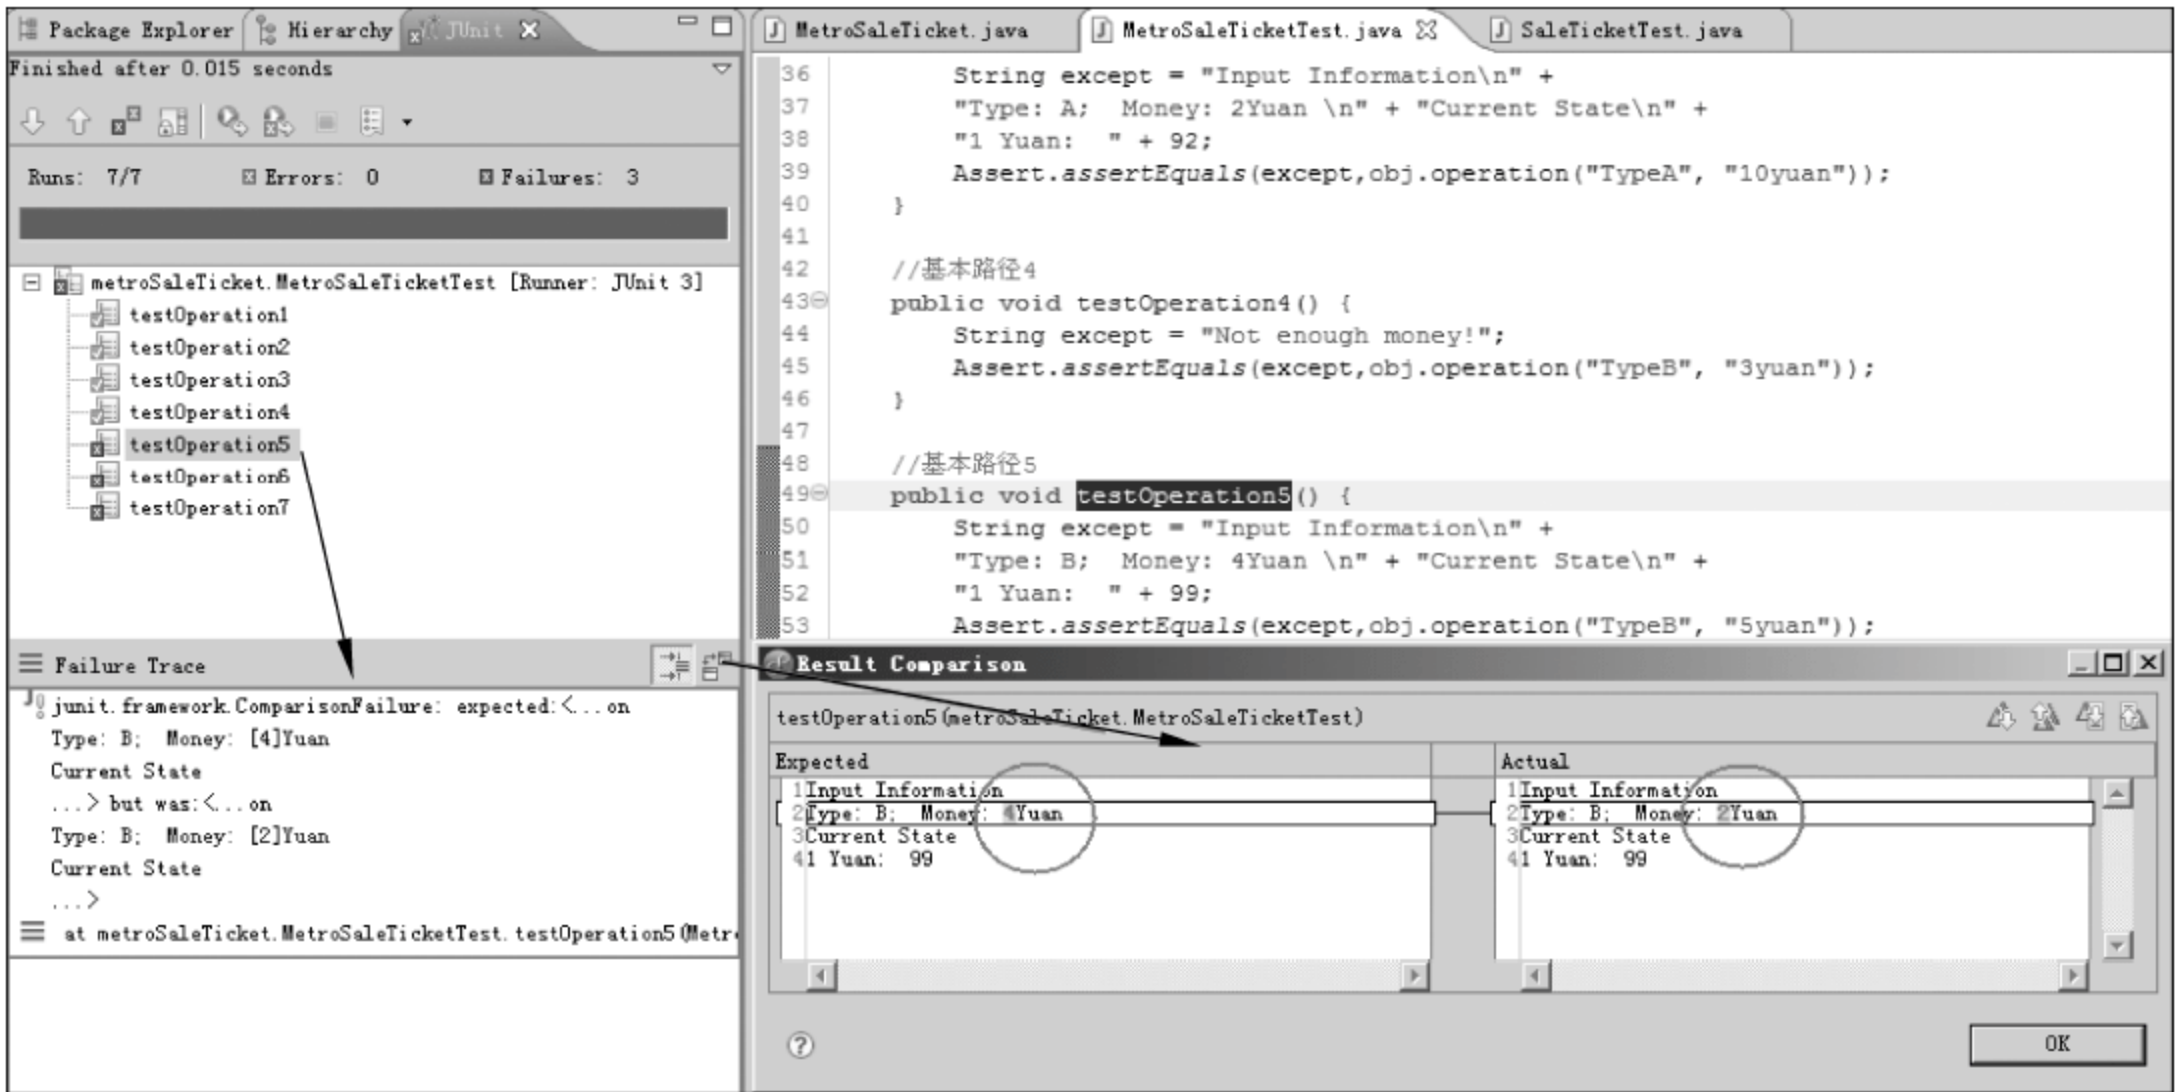 Package Explorer
Hierarchy
JUnit
Finished after 0.015 seconds
Runs: 7/7
Errors: 0
Failures: 3
metroSaleTicket.MetroSaleTicketTest [Runner: JUnit 3]
testOperation1
testOperation2
testOperation3
testOperation4
testOperation5
testOperation6
testOperation7
Failure Trace
junit.framework.ComparisonFailure: expected:<...on
Type: B;  Money: [4]Yuan
Current State
...> but was:<...on
Type: B;  Money: [2]Yuan
Current State
...>
at metroSaleTicket.MetroSaleTicketTest.testOperation5(Metr
MetroSaleTicket.java
MetroSaleTicketTest.java
SaleTicketTest.java
36 String except = "Input Information\n" +
37 "Type: A;  Money: 2Yuan \n" + "Current State\n" +
38 "1 Yuan:  " + 92;
39 Assert.assertEquals(except,obj.operation("TypeA", "10yuan"));
40 }
41
42 //基本路径4
43 public void testOperation4() {
44 String except = "Not enough money!";
45 Assert.assertEquals(except,obj.operation("TypeB", "3yuan"));
46 }
47
48 //基本路径5
49 public void testOperation5() {
50 String except = "Input Information\n" +
51 "Type: B;  Money: 4Yuan \n" + "Current State\n" +
52 "1 Yuan:  " + 99;
53 Assert.assertEquals(except,obj.operation("TypeB", "5yuan"));
Result Comparison
testOperation5(metroSaleTicket.MetroSaleTicketTest)
Expected
1 Input Information
2 Type: B;  Money: 4Yuan
3 Current State
4 1 Yuan:  99
Actual
1 Input Information
2 Type: B;  Money: 2Yuan
3 Current State
4 1 Yuan:  99
OK